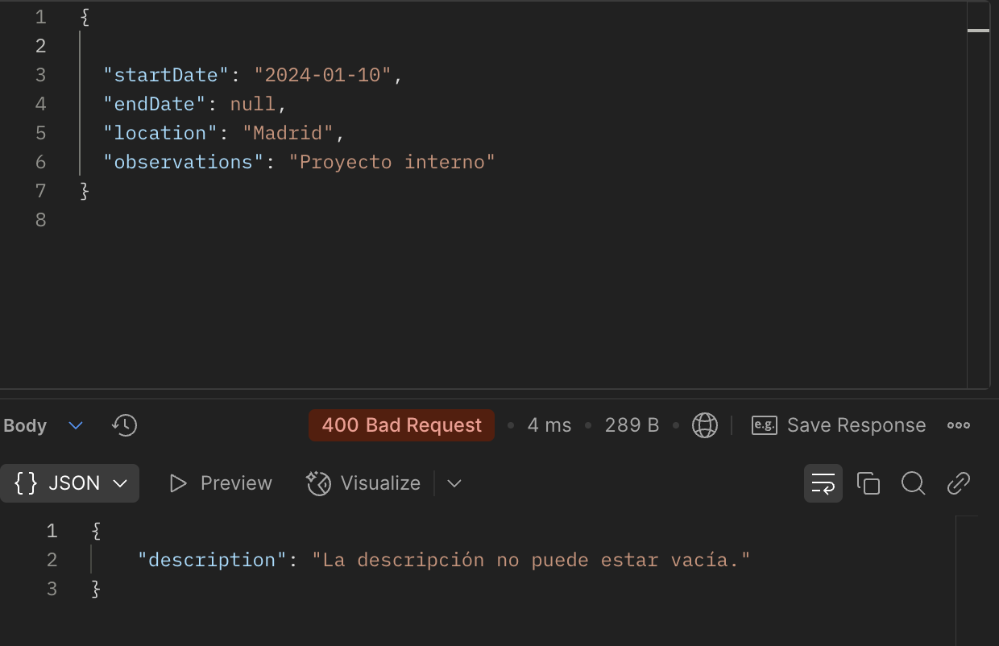 1 {
2
3 "startDate": "2024-01-10",
4 "endDate": null,
5 "location": "Madrid",
6 "observations": "Proyecto interno"
7 }
8
Body 400 Bad Request • 4 ms • 289 B • e.g. Save Response
{} JSON Preview Visualize
1 {
2 "description": "La descripción no puede estar vacía."
3 }